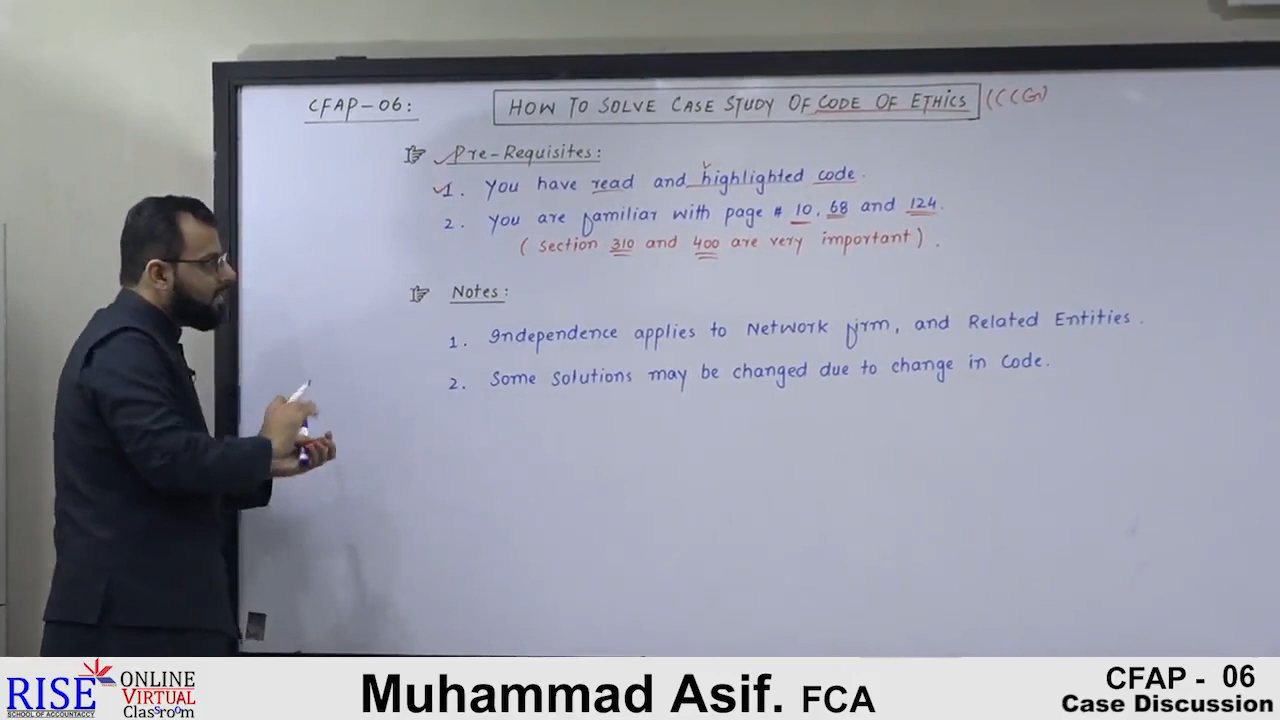 CFAP-06:
HOW TO SOLVE CASE STUDY OF CODE OF ETHICS
Pre-Requisites:
1. You have read and highlighted code.
2. You are familiar with page # 10, 68 and 124.
(section 310 and 400 are very important).
Notes:
1. Independence applies to Network firm, and Related Entities.
2. Some solutions may be changed due to change in code.
RISE
SCHOOL OF ACCOUNTACY
ONLINE
VIRTUAL
Classroom
Muhammad Asif. FCA
CFAP - 06
Case Discussion